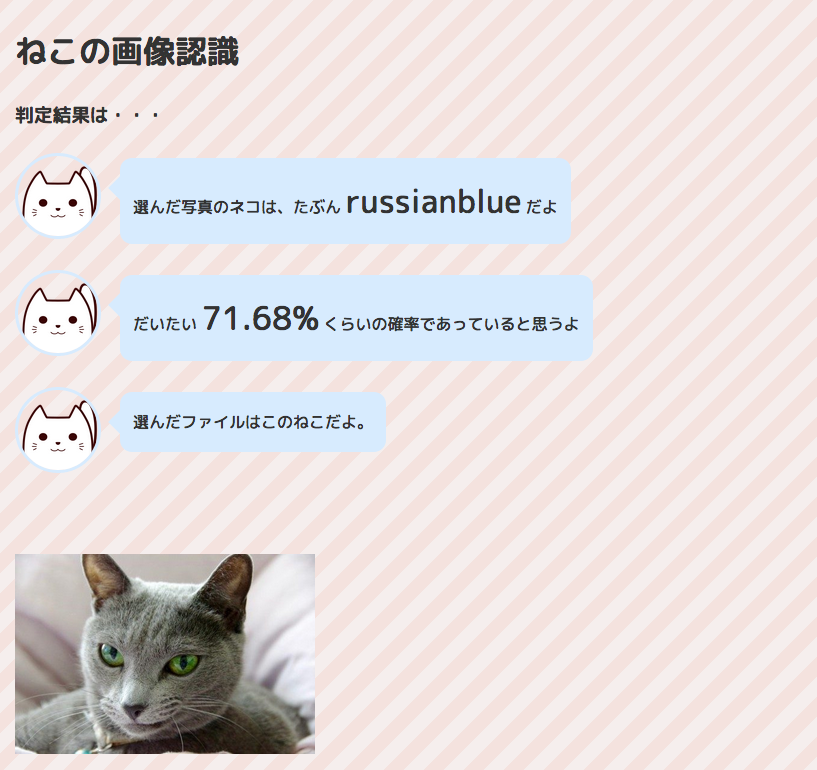 ねこの画像認識
判定結果は・・・
選んだ写真のネコは、たぶん russianblue だよ
だいたい 71.68% くらいの確率であっていると思うよ
選んだファイルはこのねこだよ。